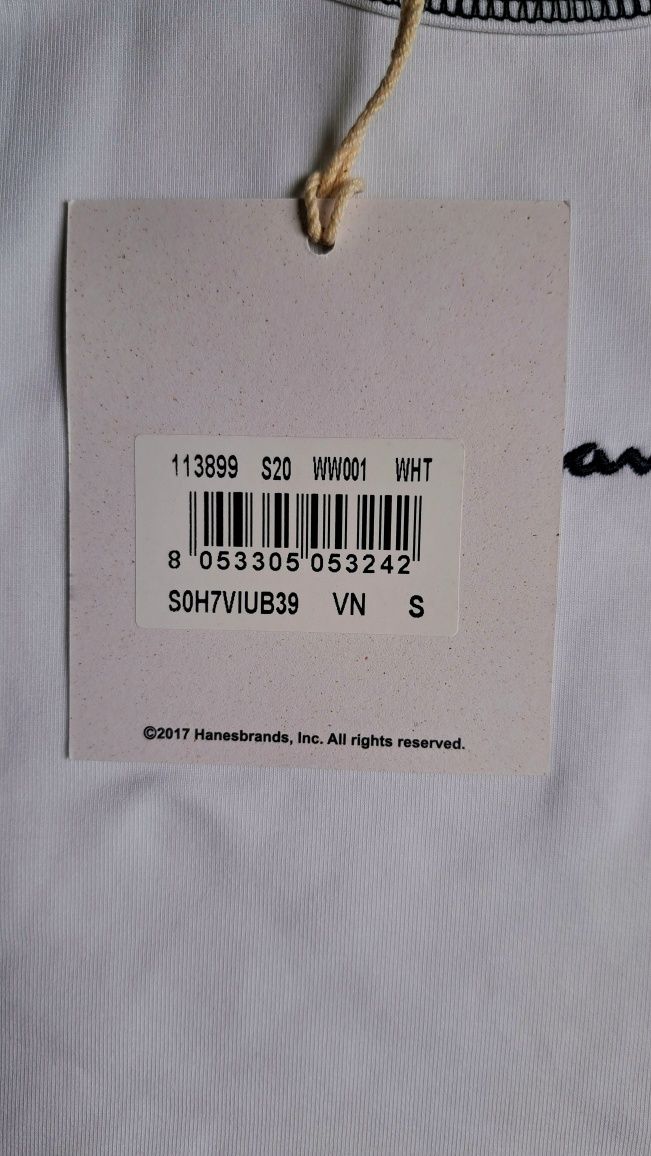 113899 S20 WW001 WHT
8 053305 053242
S0H7VIUB39 VN S
©2017 Hanesbrands, Inc. All rights reserved.